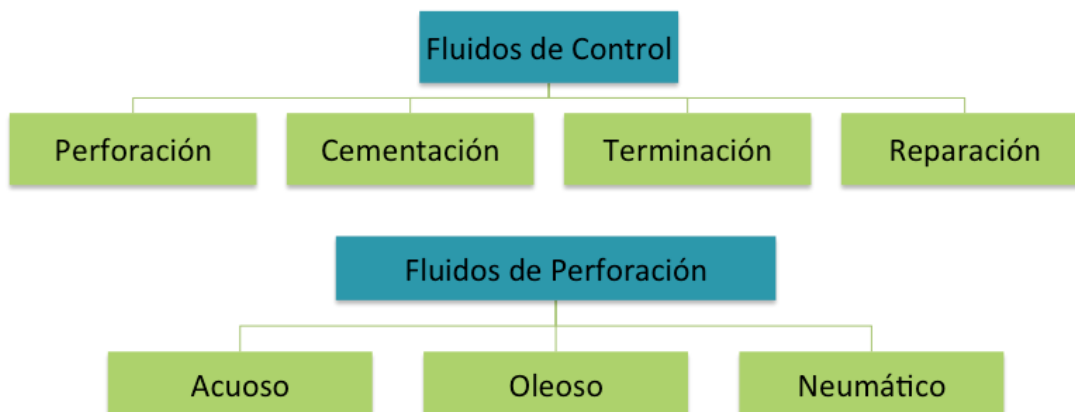 Fluidos de Control
Perforación
Cementación
Terminación
Reparación
Fluidos de Perforación
Acuoso
Oleoso
Neumático